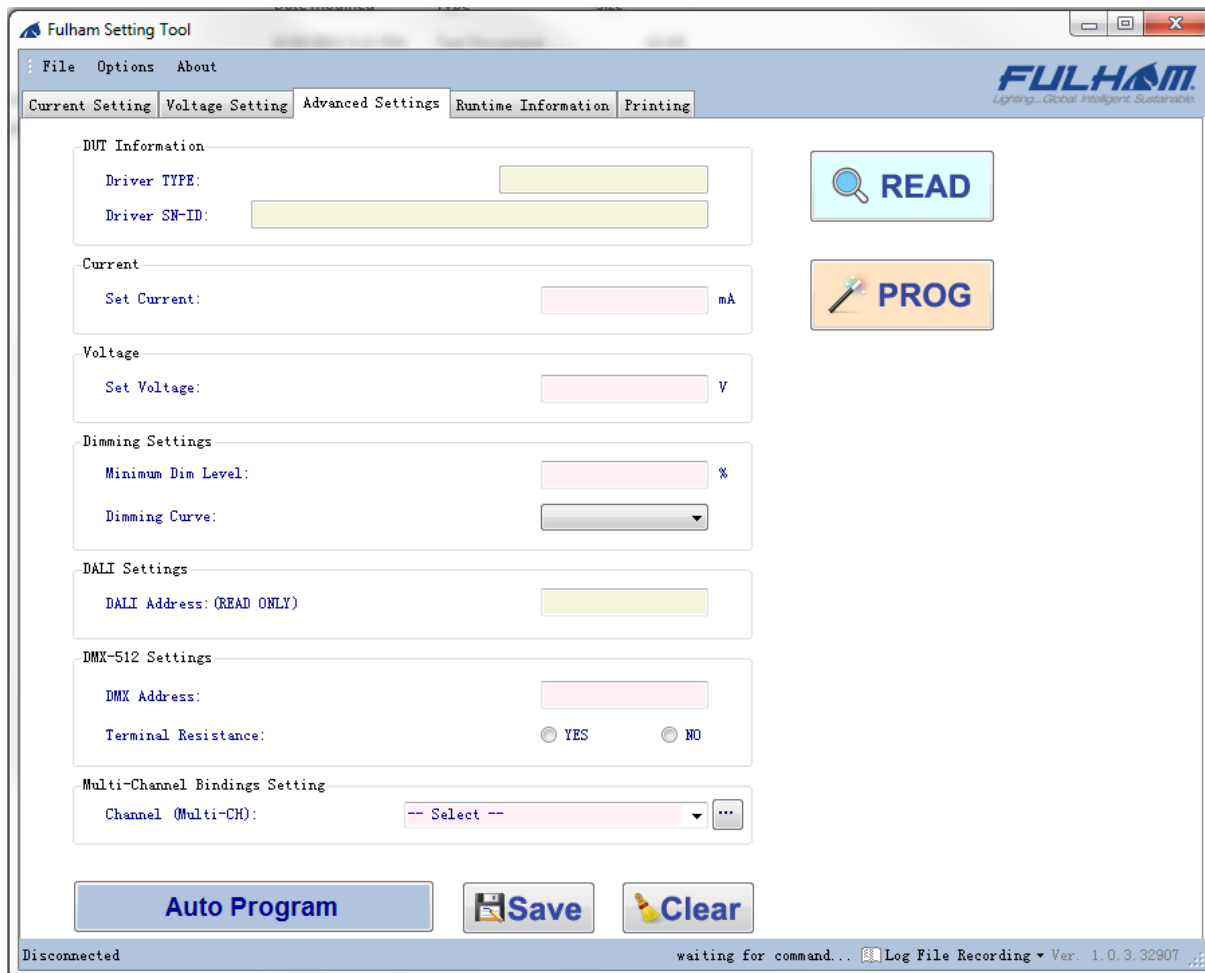 Fulham Setting Tool
File Options About
FULHAM.
Lighting...Global. Intelligent. Sustainable.
Current Setting Voltage Setting Advanced Settings Runtime Information Printing
DUT Information
Driver TYPE:
Driver SN-ID:
READ
Current
Set Current: mA
PROG
Voltage
Set Voltage: V
Dimming Settings
Minimum Dim Level: %
Dimming Curve:
DALI Settings
DALI Address:(READ ONLY)
DMX-512 Settings
DMX Address:
Terminal Resistance: YES NO
Multi-Channel Bindings Setting
Channel (Multi-CH): -- Select -- ...
Auto Program Save Clear
Disconnected waiting for command... Log File Recording Ver. 1.0.3.32907